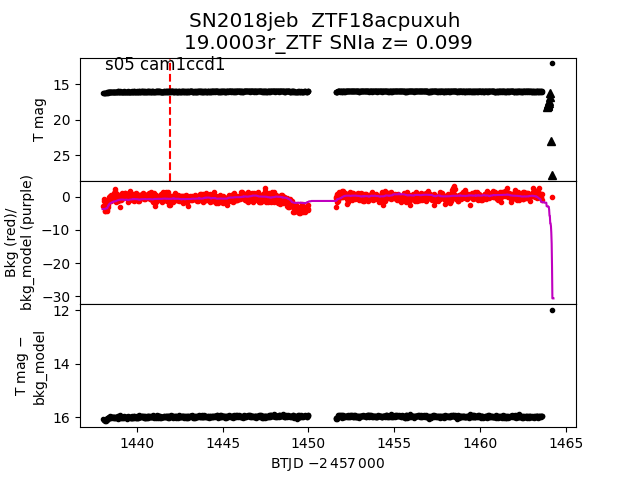 SN2018jeb ZTF18acpuxuh
19.0003r_ZTF SNIa z= 0.099
s05 cam1ccd1
T mag
15
20
25
Bkg (red)/
bkg_model (purple)
0
−10
−20
−30
T mag −
bkg_model
12
14
16
1440
1445
1450
1455
1460
1465
BTJD −2 457 000